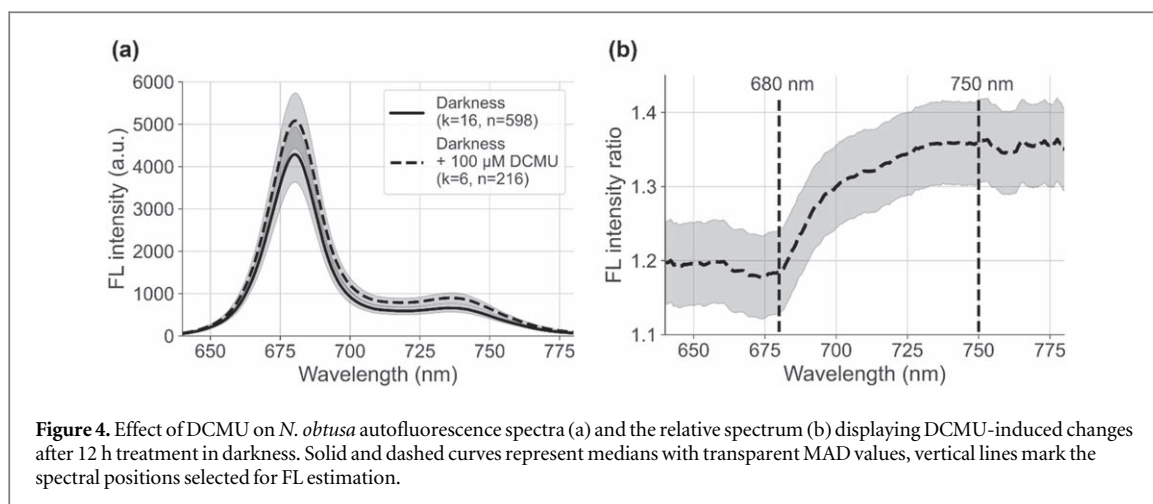 (a)
6000
5000
4000
3000
2000
1000
0
FL intensity (a.u.)
650 675 700 725 750 775
Wavelength (nm)
Darkness
(k=16, n=598)
Darkness
+ 100 μM DCMU
(k=6, n=216)
(b)
680 nm 750 nm
1.4
1.3
1.2
1.1
FL intensity ratio
650 675 700 725 750 775
Wavelength (nm)
Figure 4. Effect of DCMU on N. obtusa autofluorescence spectra (a) and the relative spectrum (b) displaying DCMU-induced changes
after 12 h treatment in darkness. Solid and dashed curves represent medians with transparent MAD values, vertical lines mark the
spectral positions selected for FL estimation.